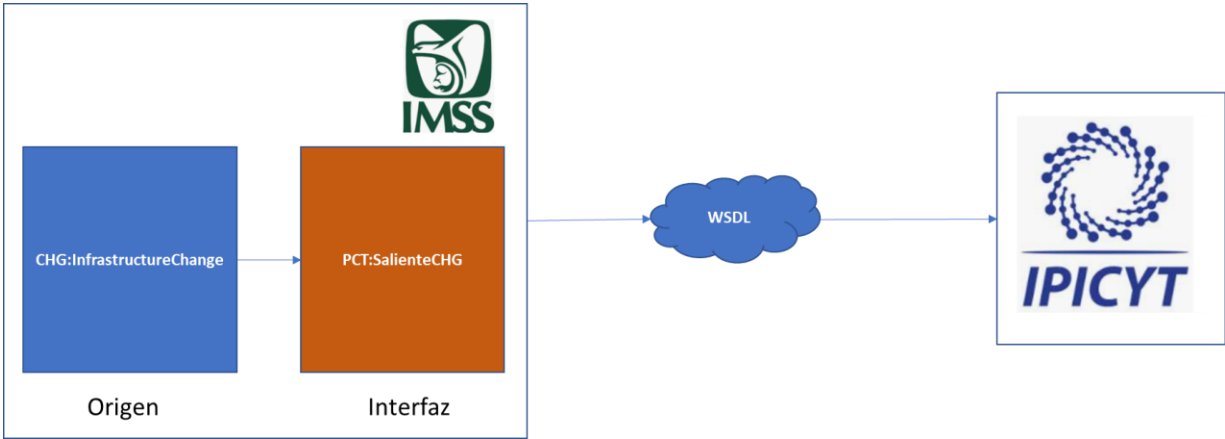 IMSS
CHG:InfrastructureChange
PCT:SalienteCHG
WSDL
IPICYT
Origen
Interfaz